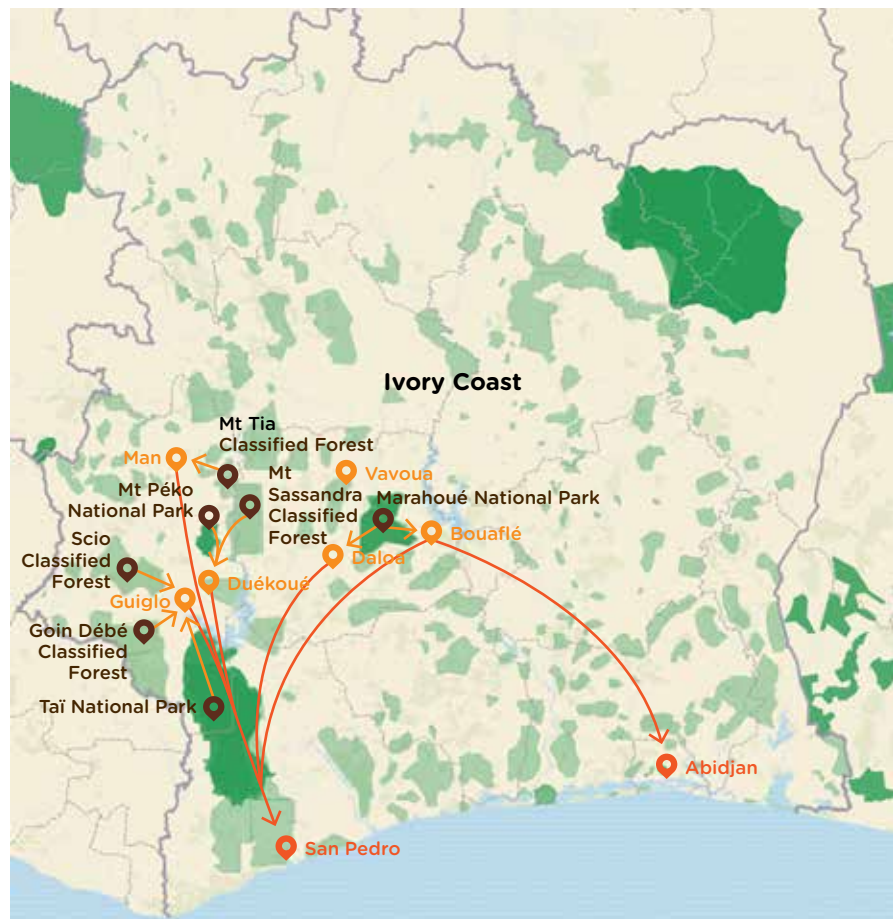 Ivory Coast
Mt Tia
Classified Forest
Man
Mt
Sassandra
Classified
Forest
Vavoua
Mt Péko
National Park
Marahoué National Park
Scio
Classified
Forest
Daloa
Bouaflé
Duékoué
Guiglo
Goin Débé
Classified
Forest
Taï National Park
Abidjan
San Pedro